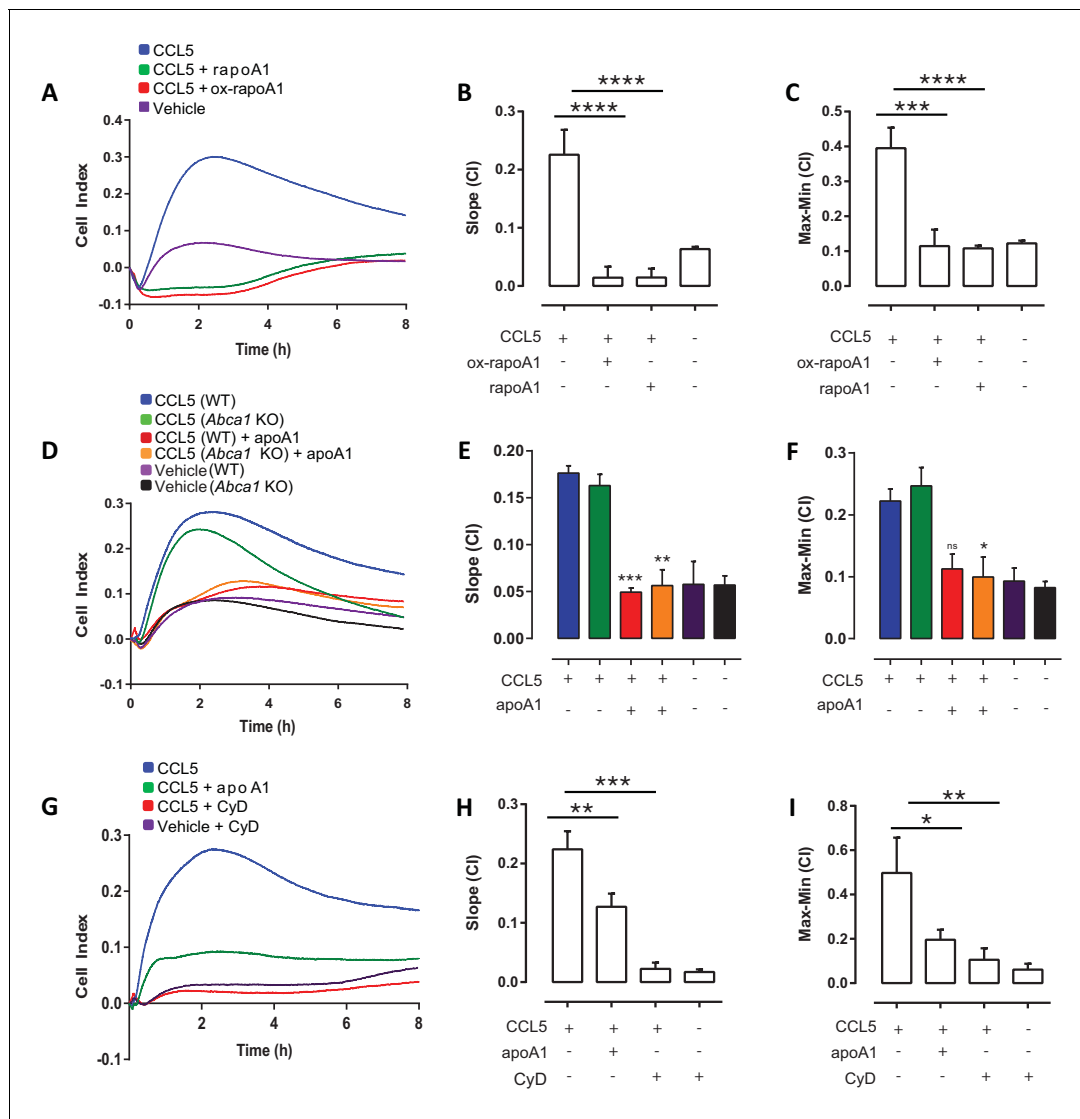 CCL5
CCL5 + rapoA1
CCL5 + ox-rapoA1
Vehicle
A
0.4
0.3
0.2
0.1
0.0
-0.1
Cell Index
0 2 4 6 8
Time (h)
B
****
****
0.3
0.2
0.1
0.0
Slope (CI)
CCL5 + + + -
ox-rapoA1 - + - -
rapoA1 - - + -
C
****
***
0.5
0.4
0.3
0.2
0.1
0.0
Max-Min (CI)
+ + + -
- + - -
- - + -
CCL5 (WT)
CCL5 (Abca1 KO)
CCL5 (WT) + apoA1
CCL5 (Abca1 KO) + apoA1
Vehicle (WT)
Vehicle (Abca1 KO)
D
0.3
0.2
0.1
0.0
-0.1
Cell Index
0 2 4 6 8
Time (h)
E
0.20
0.15
0.10
0.05
0.00
Slope (CI)
*** **
CCL5 + + + + - -
apoA1 - - + + - -
F
0.3
0.2
0.1
0.0
Max-Min (CI)
ns *
+ + + + - -
- - + + - -
CCL5
CCL5 + apo A1
CCL5 + CyD
Vehicle + CyD
G
0.3
0.2
0.1
0.0
-0.1
Cell Index
2 4 6 8
Time (h)
H
***
**
0.3
0.2
0.1
0.0
Slope (CI)
CCL5 + + + -
apoA1 - + - -
CyD - - + +
I
**
*
0.8
0.6
0.4
0.2
0.0
Max-Min (CI)
CCL5 + + + -
apoA1 - + - -
CyD - - + +